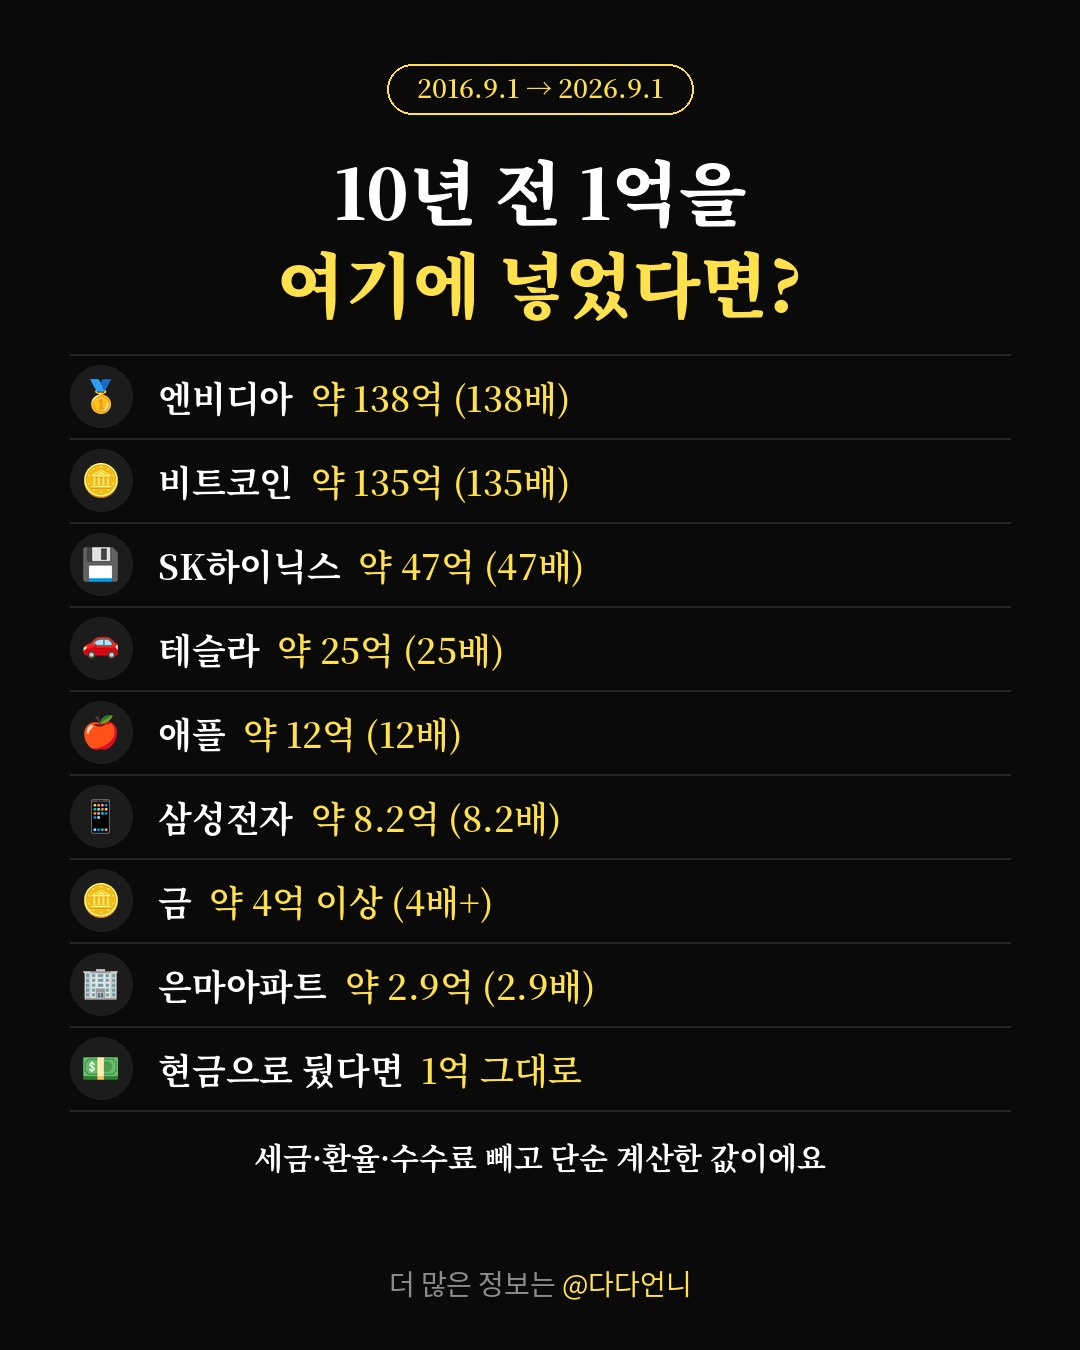 2016.9.1 → 2026.9.1
10년 전 1억을
여기에 넣었다면?
엔비디아 약 138억 (138배)
비트코인 약 135억 (135배)
SK하이닉스 약 47억 (47배)
테슬라 약 25억 (25배)
애플 약 12억 (12배)
삼성전자 약 8.2억 (8.2배)
금 약 4억 이상 (4배+)
은마아파트 약 2.9억 (2.9배)
현금으로 뒀다면 1억 그대로
세금·환율·수수료 빼고 단순 계산한 값이에요
더 많은 정보는 @다다언니